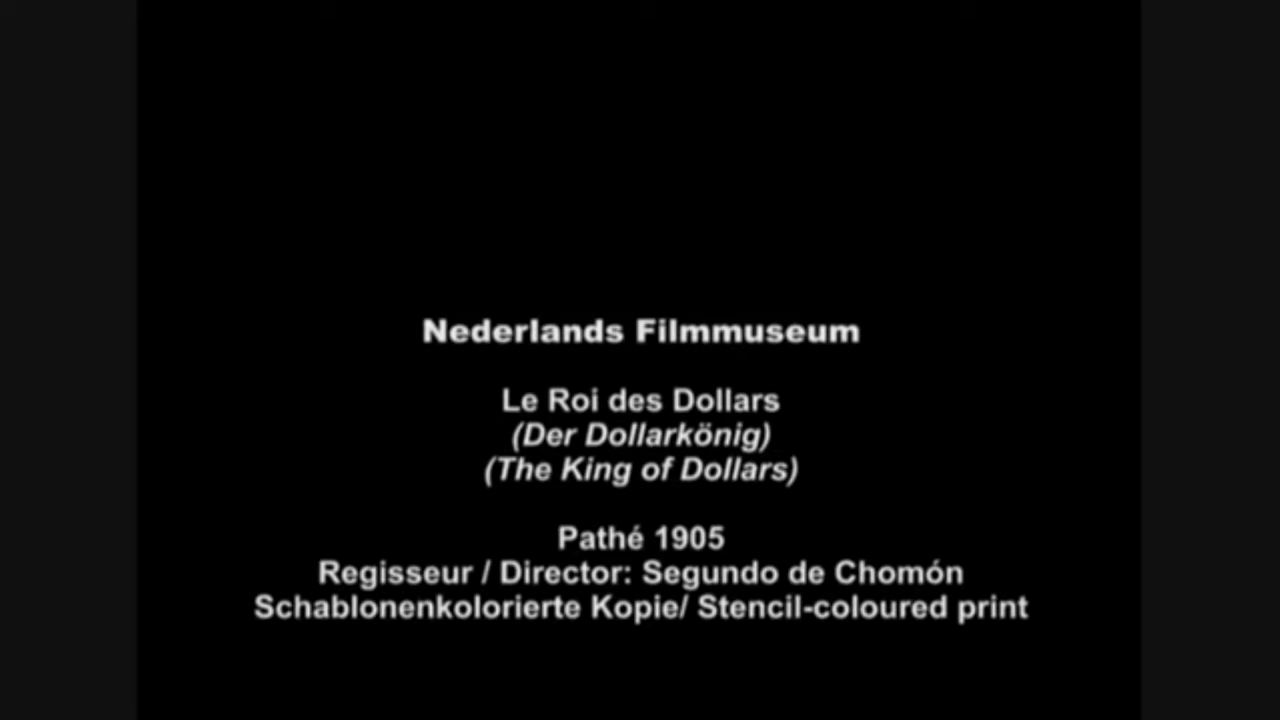 Nederlands Filmmuseum
Le Roi des Dollars
(Der Dollarkönig)
(The King of Dollars)
Pathé 1905
Regisseur / Director: Segundo de Chomón
Schablonenkolorierte Kopie/ Stencil-coloured print